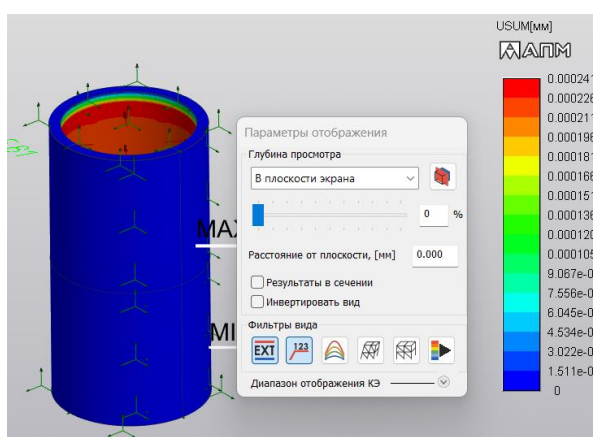 USUM[мм]
АПМ
Параметры отображения
Глубина просмотра
В плоскости экрана
0 %
Расстояние от плоскости, [мм] 0.000
Результаты в сечении
Инвертировать вид
Фильтры вида
EXT 123
Диапазон отображения КЭ
MAX
MI
0.000241
0.000226
0.00021
0.000196
0.000181
0.000166
0.00015
0.000136
0.000120
0.000105
9.067e-0
7.556e-0
6.045e-0
4.534e-0
3.022e-0
1.511e-0
0